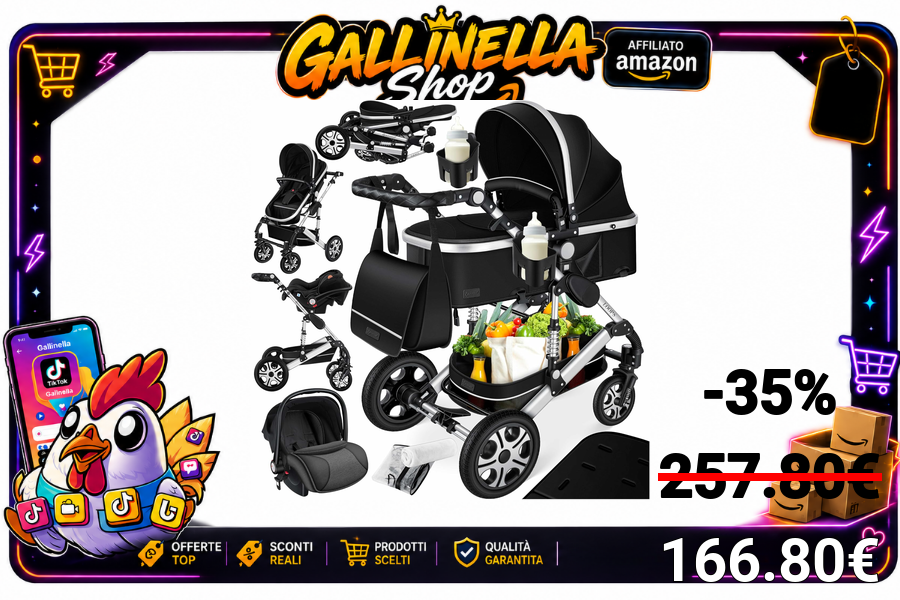 GALLINELLA
Shop
AFFILIATO
amazon
Gallinella
TikTok
Gallinella
-35%
257.80€
166.80€
OFFERTE
TOP
SCONTI
REALI
PRODOTTI
SCELTI
QUALITÀ
GARANTITA